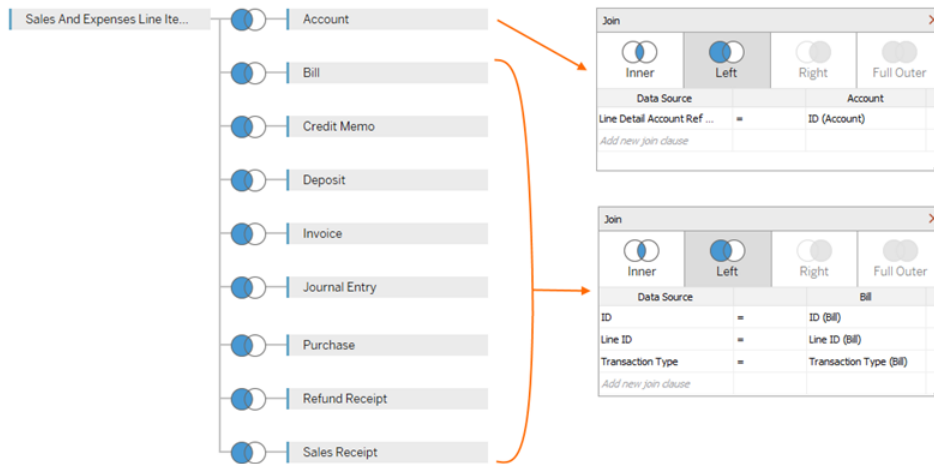 Sales And Expenses Line Ite...
Account
Bill
Credit Memo
Deposit
Invoice
Journal Entry
Purchase
Refund Receipt
Sales Receipt
Join
Inner Left Right Full Outer
Data Source Account
Line Detail Account Ref ... = ID (Account)
Add new join clause
Join
Inner Left Right Full Outer
Data Source Bill
ID = ID (Bill)
Line ID = Line ID (Bill)
Transaction Type = Transaction Type (Bill)
Add new join clause